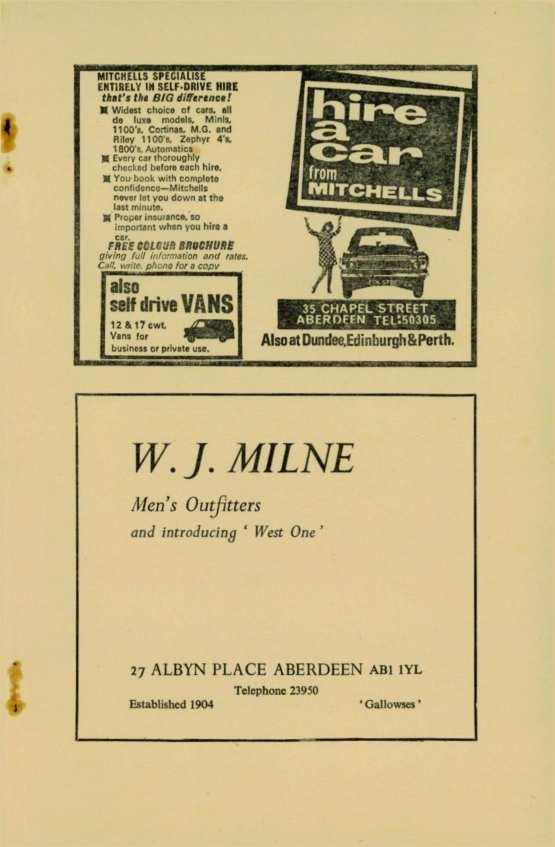 MITCHELLS SPECIALISE
ENTIRELY IN SELF-DRIVE HIRE
that's the BIG difference!
Widest choice of cars, all
de luxe models, Minis,
1100's, Cortinas, M.G. and
Riley 1100's, Zephyr 4's,
1800's, Automatics
Every car thoroughly
checked before each hire.
You book with complete
confidence—Mitchells
never let you down at the
last minute.
Proper insurance, so
important when you hire a
car.
FREE COLOUR BROCHURE
giving full information and rates.
Call, write, phone for a copy
also
self drive VANS
12 & 17 cwt.
Vans for
business or private use.
hire
a
car
from
MITCHELLS
35 CHAPEL STREET
ABERDEEN TEL:50305
Also at Dundee, Edinburgh & Perth.
W. J. MILNE
Men's Outfitters
and introducing ‘ West One ’
27 ALBYN PLACE ABERDEEN AB1 1YL
Telephone 23950
Established 1904 ‘ Gallowses ’